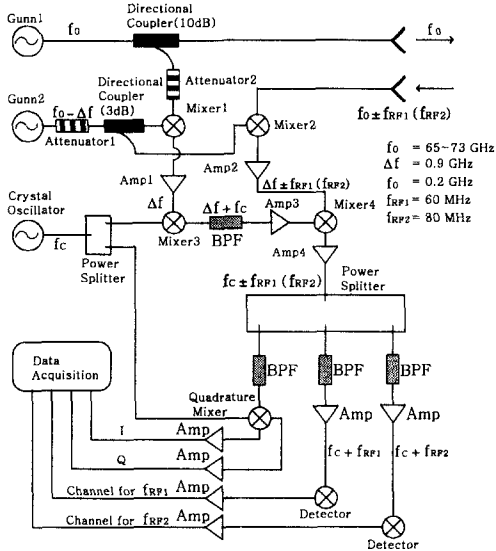 Directional
Coupler(10dB)
Gunn1
f₀
f₀
Directional
Coupler
(3dB)
Attenuator2
Mixer1
Gunn2
f₀-Δf
Attenuator1
Mixer2
f₀±fRF1(fRF2)
Amp2
Amp1
Δf
Δf±fRF1(fRF2)
f₀ = 65~73 GHz
Δf = 0.9 GHz
f₀ = 0.2 GHz
fRF1 = 60 MHz
fRF2 = 80 MHz
Crystal
Oscillator
fC
Power
Splitter
Mixer3
Δf+fC
BPF
Amp3
Mixer4
Amp4
fC±fRF1(fRF2)
Power
Splitter
BPF
BPF
BPF
Data
Acquisition
Quadrature
Mixer
Amp
Amp
I
Amp
Q
Amp
fC+fRF1
fC+fRF2
Channel for fRF1
Amp
Detector
Channel for fRF2
Amp
Detector